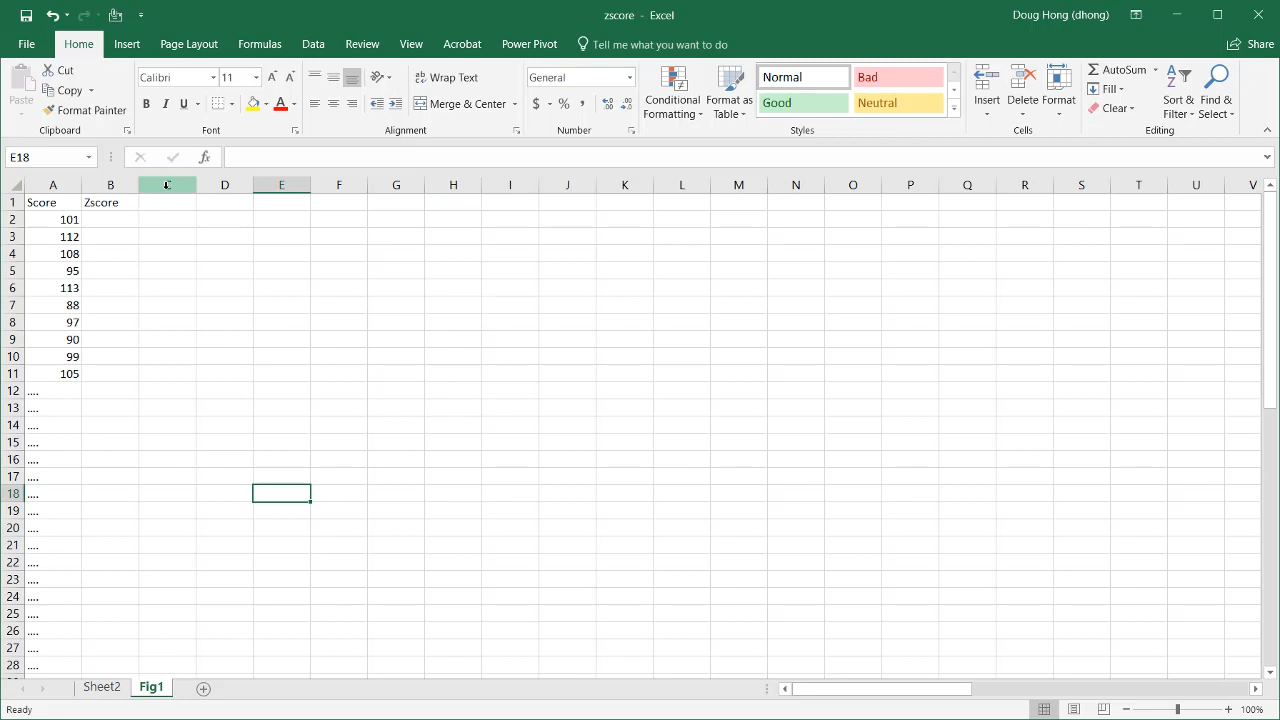 zscore - Excel
Doug Hong (dhong)
File Home Insert Page Layout Formulas Data Review View Acrobat Power Pivot Tell me what you want to do Share
Paste
Cut
Copy
Format Painter
Clipboard
Calibri 11
B I U
Font
Wrap Text
Merge & Center
Alignment
General
$ % ,
Number
Conditional Formatting
Format as Table
Normal Bad
Good Neutral
Styles
Insert Delete Format
Cells
AutoSum
Fill
Clear
Sort & Filter
Find & Select
Editing
E18 fx
A B C D E F G H I J K L M N O P Q R S T U V
1 Score Zscore
2 101
3 112
4 108
5 95
6 113
7 88
8 97
9 90
10 99
11 105
12 ....
13 ....
14 ....
15 ....
16 ....
17 ....
18 ....
19 ....
20 ....
21 ....
22 ....
23 ....
24 ....
25 ....
26 ....
27 ....
28 ....
Sheet2 Fig1
Ready
100%